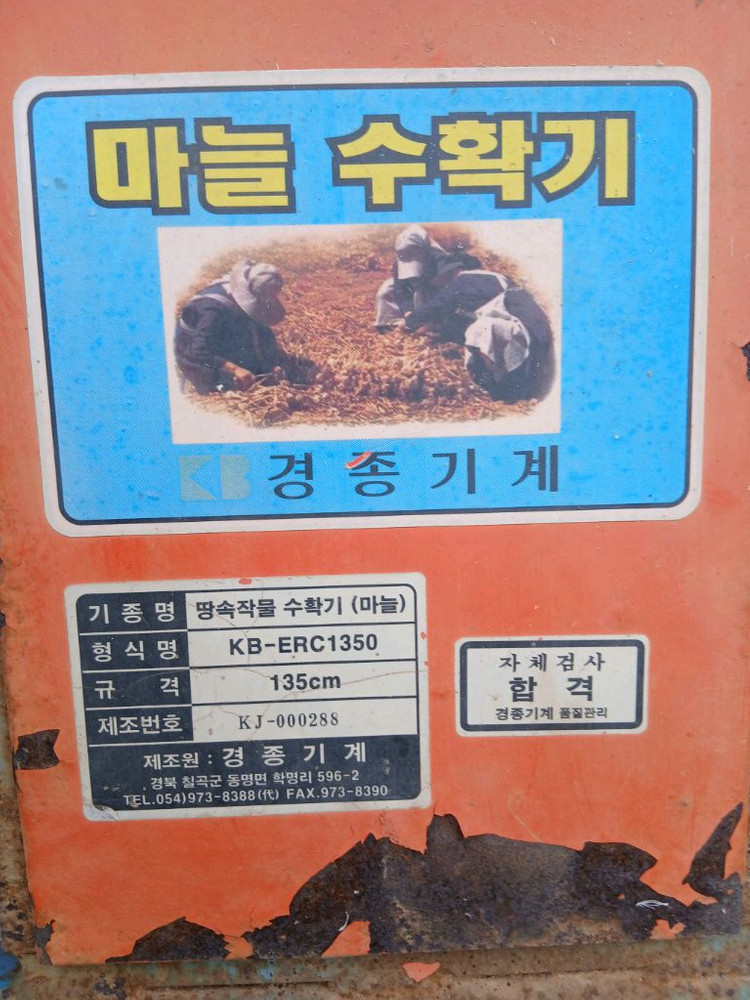 마늘 수확기
KB 경종기계
기종명 땅속작물 수확기 (마늘)
형식명 KB-ERC1350
규격 135cm
제조번호 KJ-000288
제조원 : 경종기계
경북 칠곡군 동명면 학명리 596-2
TEL.054)973-8388(代) FAX.973-8390
자체검사
합격
경종기계 품질관리